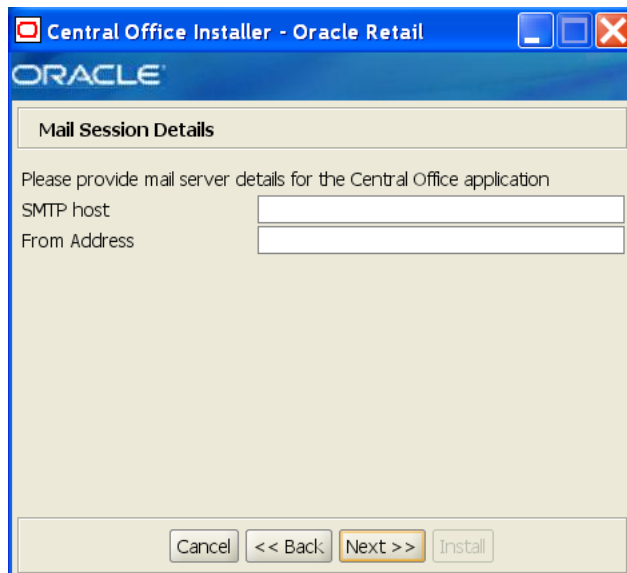 Central Office Installer - Oracle Retail
ORACLE
Mail Session Details
Please provide mail server details for the Central Office application
SMTP host
From Address
Cancel << Back Next >> Install